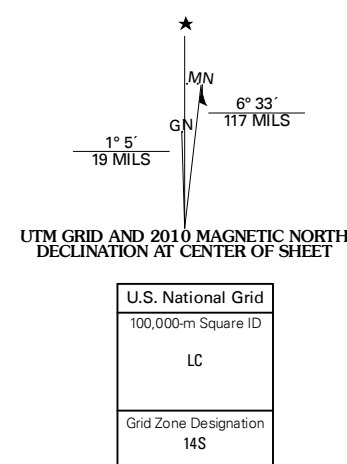 ★
MN
GN
6° 33´
117 MILS
1° 5´
19 MILS
UTM GRID AND 2010 MAGNETIC NORTH
DECLINATION AT CENTER OF SHEET
U.S. National Grid
100,000-m Square ID
LC
Grid Zone Designation
14S